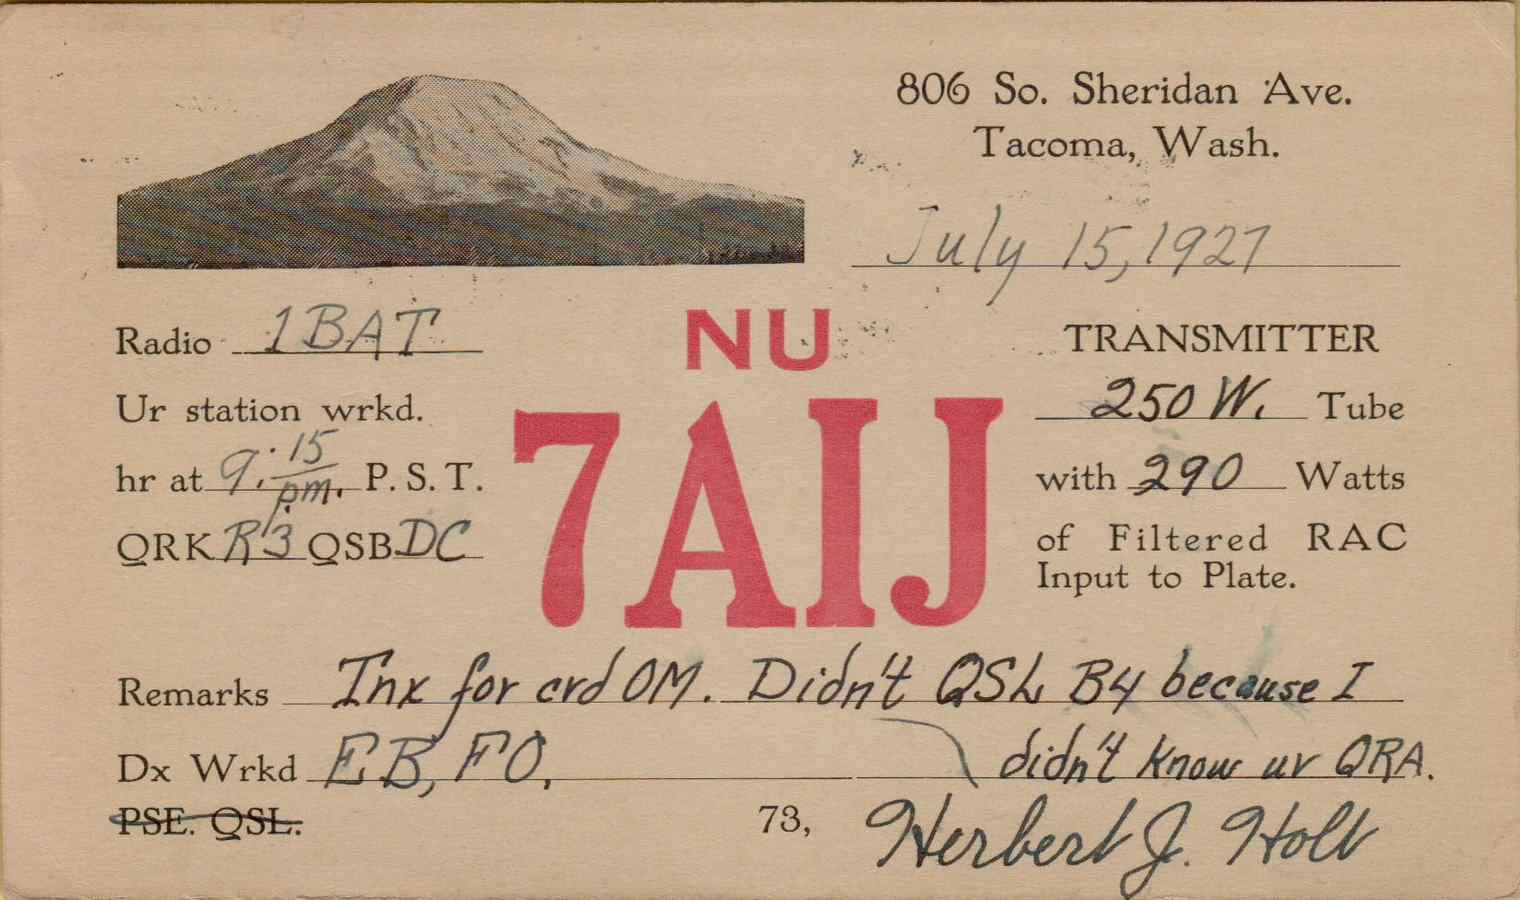 806 So. Sheridan Ave.
Tacoma, Wash.
July 15, 1927
Radio 1BAT
Ur station wrkd.
hr at 9:15 pm. P. S. T.
QRK R3 QSB DC
NU
7AIJ
TRANSMITTER
250 W. Tube
with 290 Watts
of Filtered RAC
Input to Plate.
Remarks Tnx for crd OM. Didn't QSL B4 because I
didn't know ur QRA.
Dx Wrkd EB, FO.
PSE. QSL.
73, Herbert J. Holt